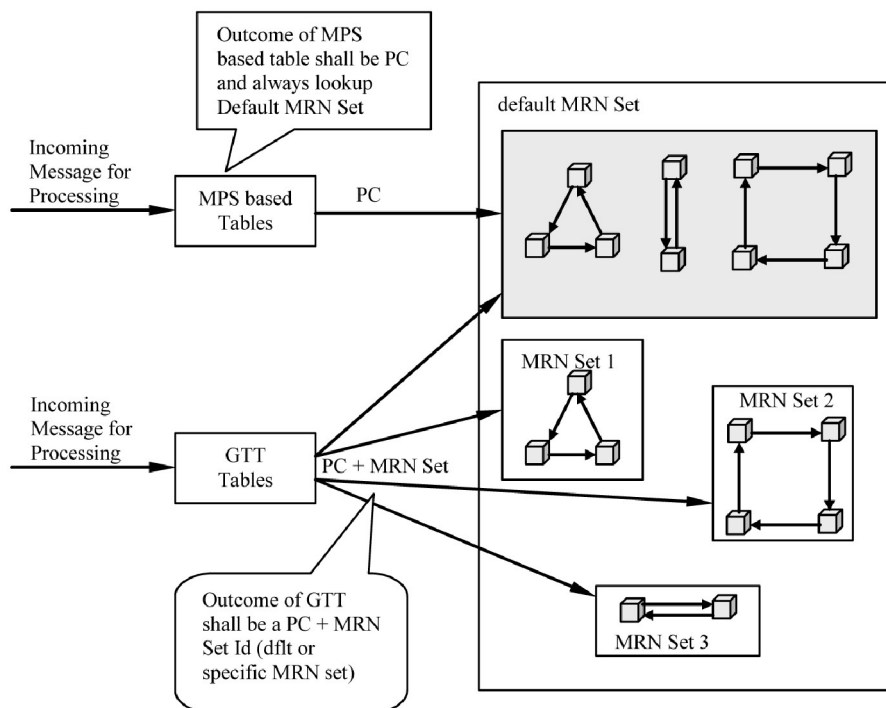 Outcome of MPS
based table shall be PC
and always lookup
Default MRN Set
default MRN Set
Incoming
Message for
Processing
MPS based
Tables
PC
MRN Set 1
MRN Set 2
Incoming
Message for
Processing
GTT
Tables
PC + MRN Set
Outcome of GTT
shall be a PC + MRN
Set Id (dflt or
specific MRN set)
MRN Set 3